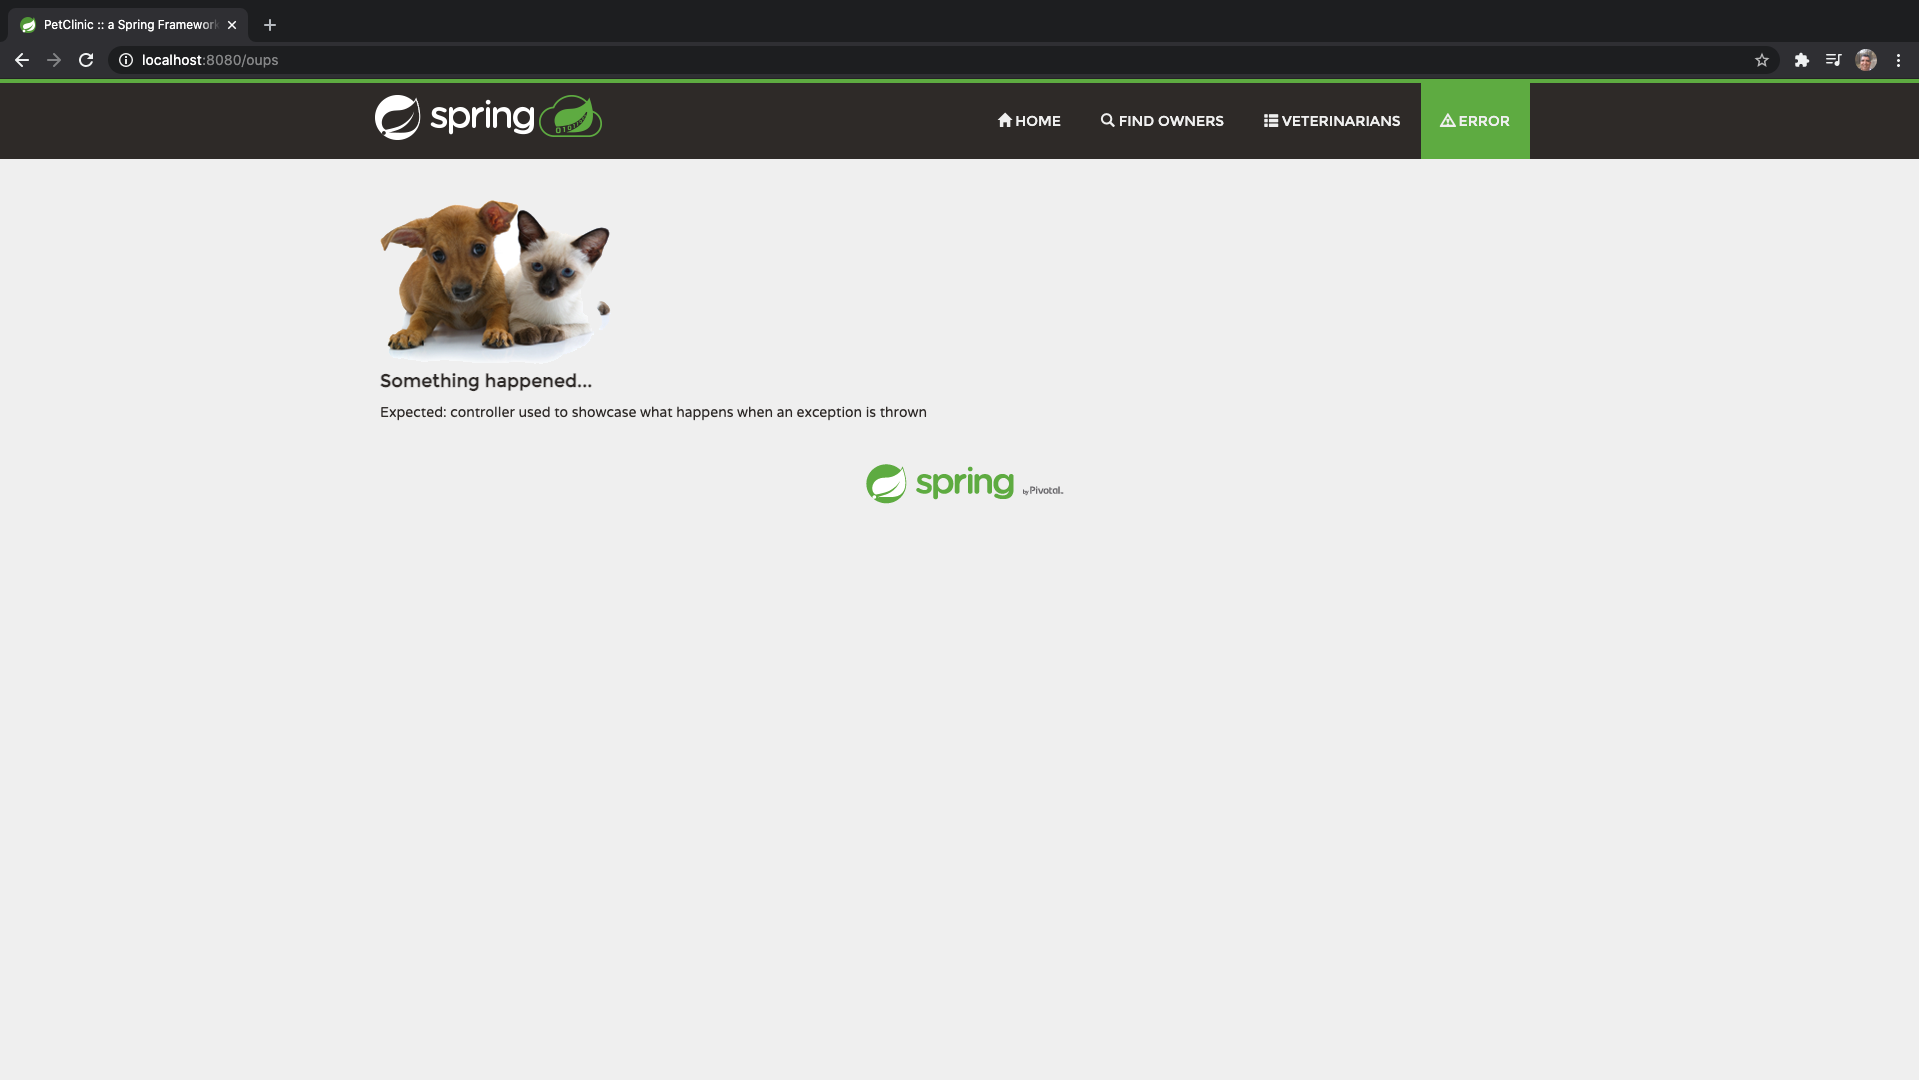 PetClinic :: a Spring Framework
localhost:8080/oups
spring
HOME
FIND OWNERS
VETERINARIANS
ERROR
Something happened...
Expected: controller used to showcase what happens when an exception is thrown
spring by Pivotal.